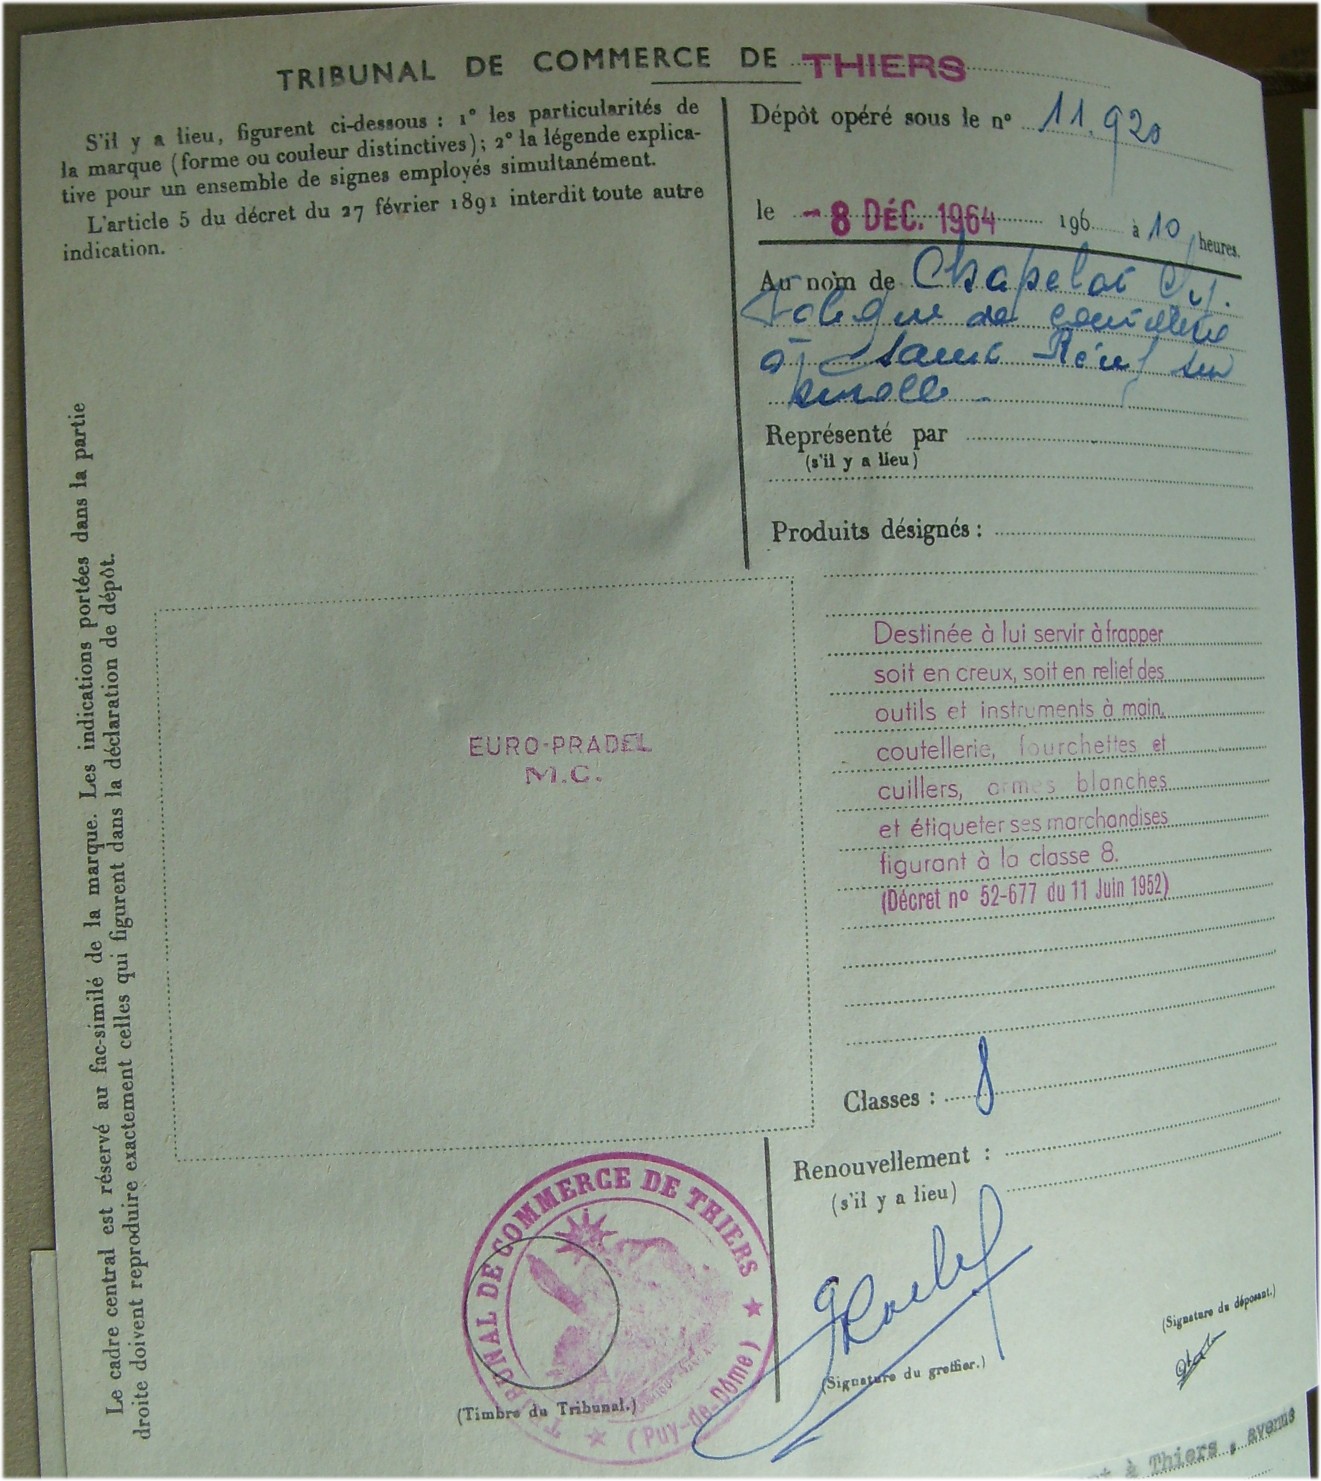 TRIBUNAL DE COMMERCE DE THIERS
S'il y a lieu, figurent ci-dessous : 1° les particularités de
la marque (forme ou couleur distinctives) ; 2° la légende explica-
tive pour un ensemble de signes employés simultanément.
L'article 5 du décret du 27 février 1891 interdit toute autre
indication.
Dépôt opéré sous le n° 11.920
le - 8 DÉC. 1964 196 à 10 heures.
Au nom de Chapelat
de
à sur
Représenté par
(s'il y a lieu)
Produits désignés :
Destinée à lui servir à frapper
soit en creux, soit en relief des
outils et instruments à main,
coutellerie, fourchettes et
cuillers, armes blanches
et étiqueter ses marchandises
figurant à la classe 8.
(Décret n° 52-677 du 11 Juin 1952)
EURO-PRADEL
M.C.
Le cadre central est réservé au fac-similé de la marque. Les indications portées dans la partie
droite doivent reproduire exactement celles qui figurent dans la déclaration de dépôt.
Classes : 8
Renouvellement :
(s'il y a lieu)
TRIBUNAL DE COMMERCE DE THIERS
(Puy-de-Dôme)
(Timbre du Tribunal.)
(Signature du greffier.)
(Signature du déposant.)
à Thiers, avenue